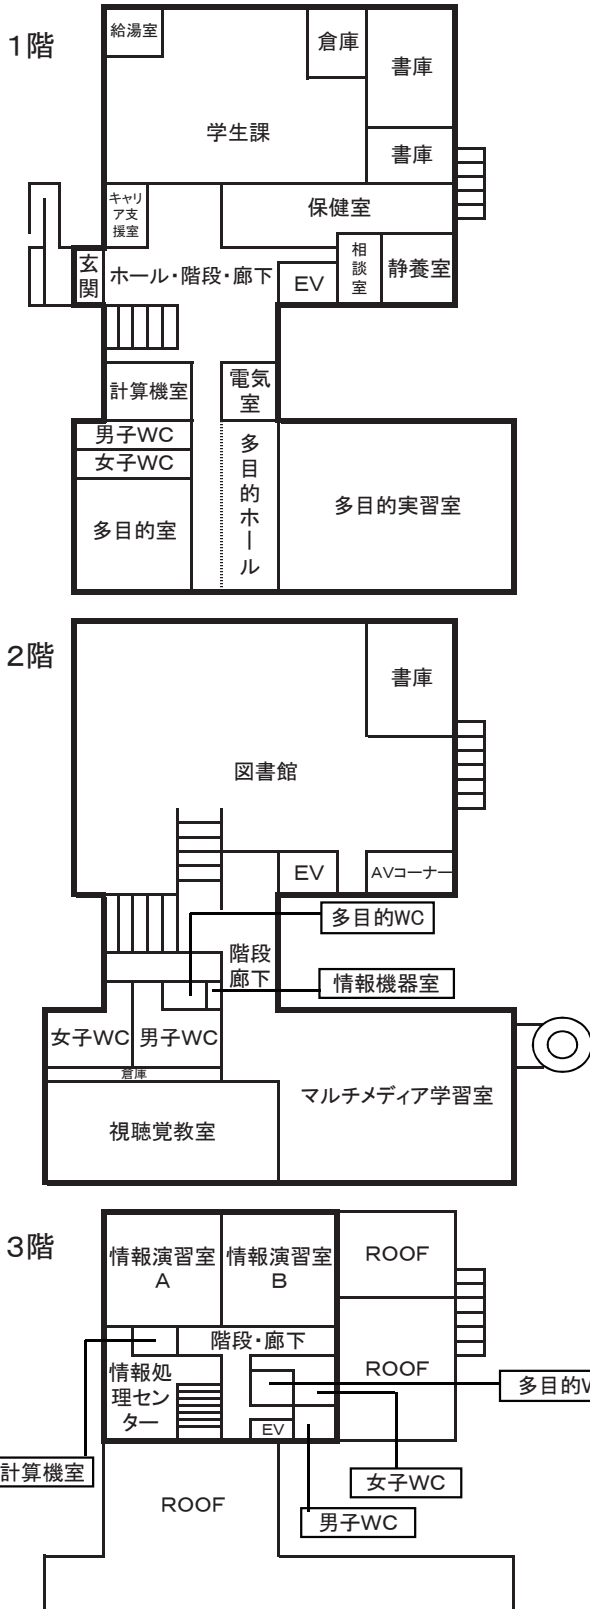 1階
給湯室
倉庫
書庫
学生課
書庫
キャリ
ア支
援室
保健室
玄
関
ホール・階段・廊下
EV
相
談
室
静養室
計算機室
電気
室
男子WC
女子WC
多目的室
多
目
的
ホ
ー
ル
多目的実習室
2階
書庫
図書館
EV
AVコーナー
多目的WC
階段
廊下
情報機器室
女子WC
男子WC
倉庫
マルチメディア学習室
視聴覚教室
3階
情報演習室
A
情報演習室
B
ROOF
階段・廊下
情報処
理セン
ター
ROOF
多目的W
EV
計算機室
女子WC
ROOF
男子WC